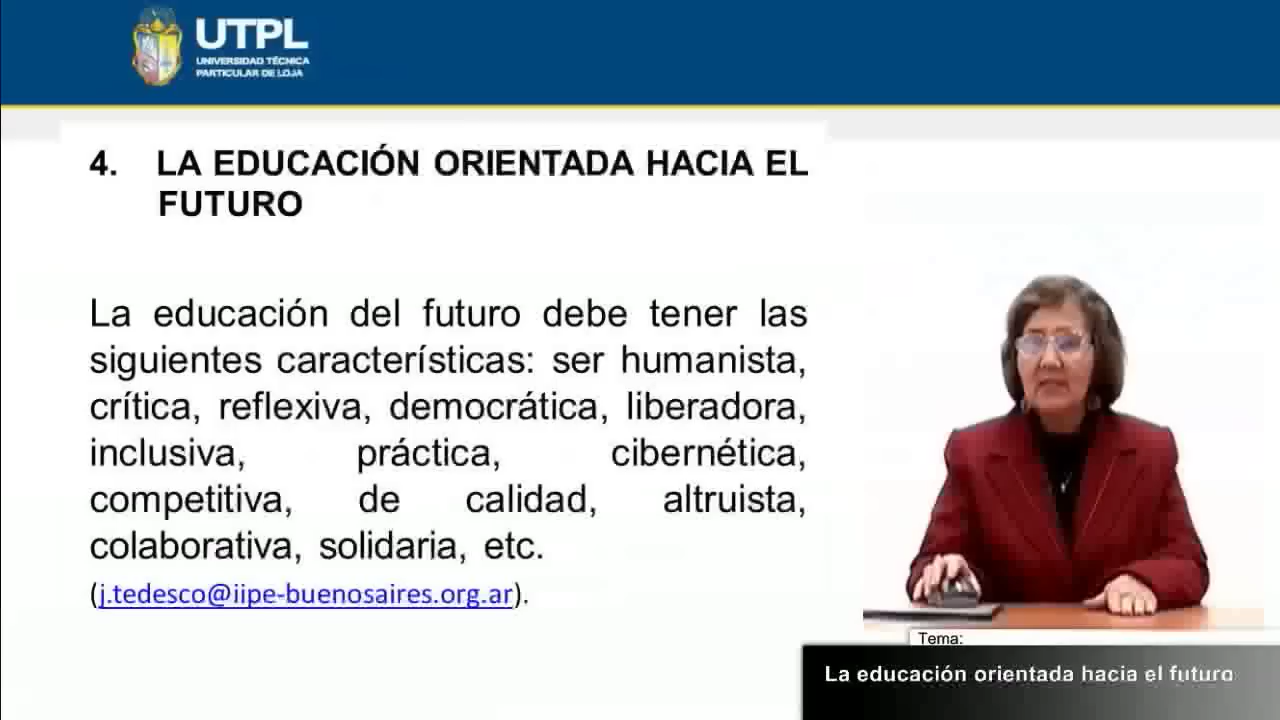 UTPL
UNIVERSIDAD TÉCNICA
PARTICULAR DE LOJA
4. LA EDUCACIÓN ORIENTADA HACIA EL
FUTURO
La educación del futuro debe tener las
siguientes características: ser humanista,
crítica, reflexiva, democrática, liberadora,
inclusiva, práctica, cibernética,
competitiva, de calidad, altruista,
colaborativa, solidaria, etc.
(j.tedesco@iipe-buenosaires.org.ar).
Tema:
La educación orientada hacia el futuro